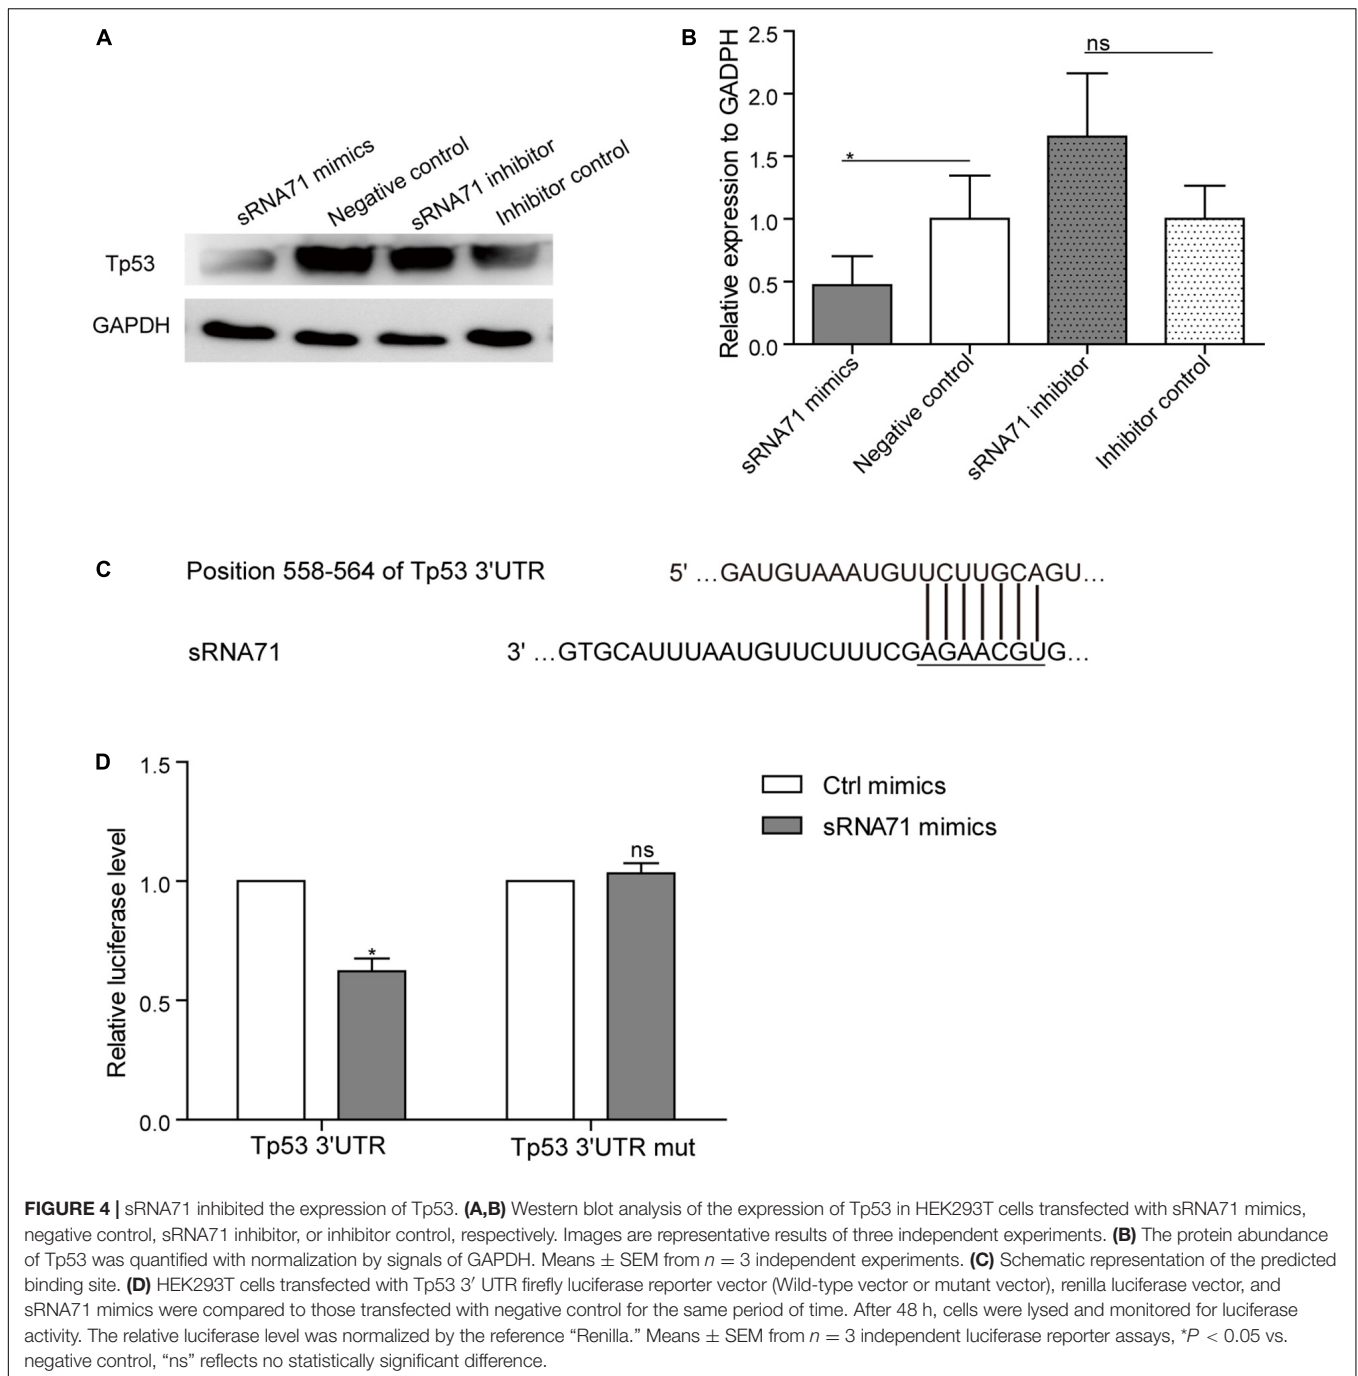 A
sRNA71 mimics
Negative control
sRNA71 inhibitor
Inhibitor control
Tp53
GAPDH
B
Relative expression to GADPH
2.5
2.0
1.5
1.0
0.5
0.0
*
ns
sRNA71 mimics
Negative control
sRNA71 inhibitor
Inhibitor control
C
Position 558-564 of Tp53 3'UTR
5' ...GAUGUAAAUGUUCUUGCAGU...
sRNA71
3' ...GTGCAUUUAAUGUUCUUUCGAGAACGUG...
D
Relative luciferase level
1.5
1.0
0.5
0.0
*
ns
Tp53 3'UTR
Tp53 3'UTR mut
Ctrl mimics
sRNA71 mimics
FIGURE 4 | sRNA71 inhibited the expression of Tp53. (A,B) Western blot analysis of the expression of Tp53 in HEK293T cells transfected with sRNA71 mimics,
negative control, sRNA71 inhibitor, or inhibitor control, respectively. Images are representative results of three independent experiments. (B) The protein abundance
of Tp53 was quantified with normalization by signals of GAPDH. Means ± SEM from n = 3 independent experiments. (C) Schematic representation of the predicted
binding site. (D) HEK293T cells transfected with Tp53 3′ UTR firefly luciferase reporter vector (Wild-type vector or mutant vector), renilla luciferase vector, and
sRNA71 mimics were compared to those transfected with negative control for the same period of time. After 48 h, cells were lysed and monitored for luciferase
activity. The relative luciferase level was normalized by the reference “Renilla.” Means ± SEM from n = 3 independent luciferase reporter assays, *P < 0.05 vs.
negative control, “ns” reflects no statistically significant difference.